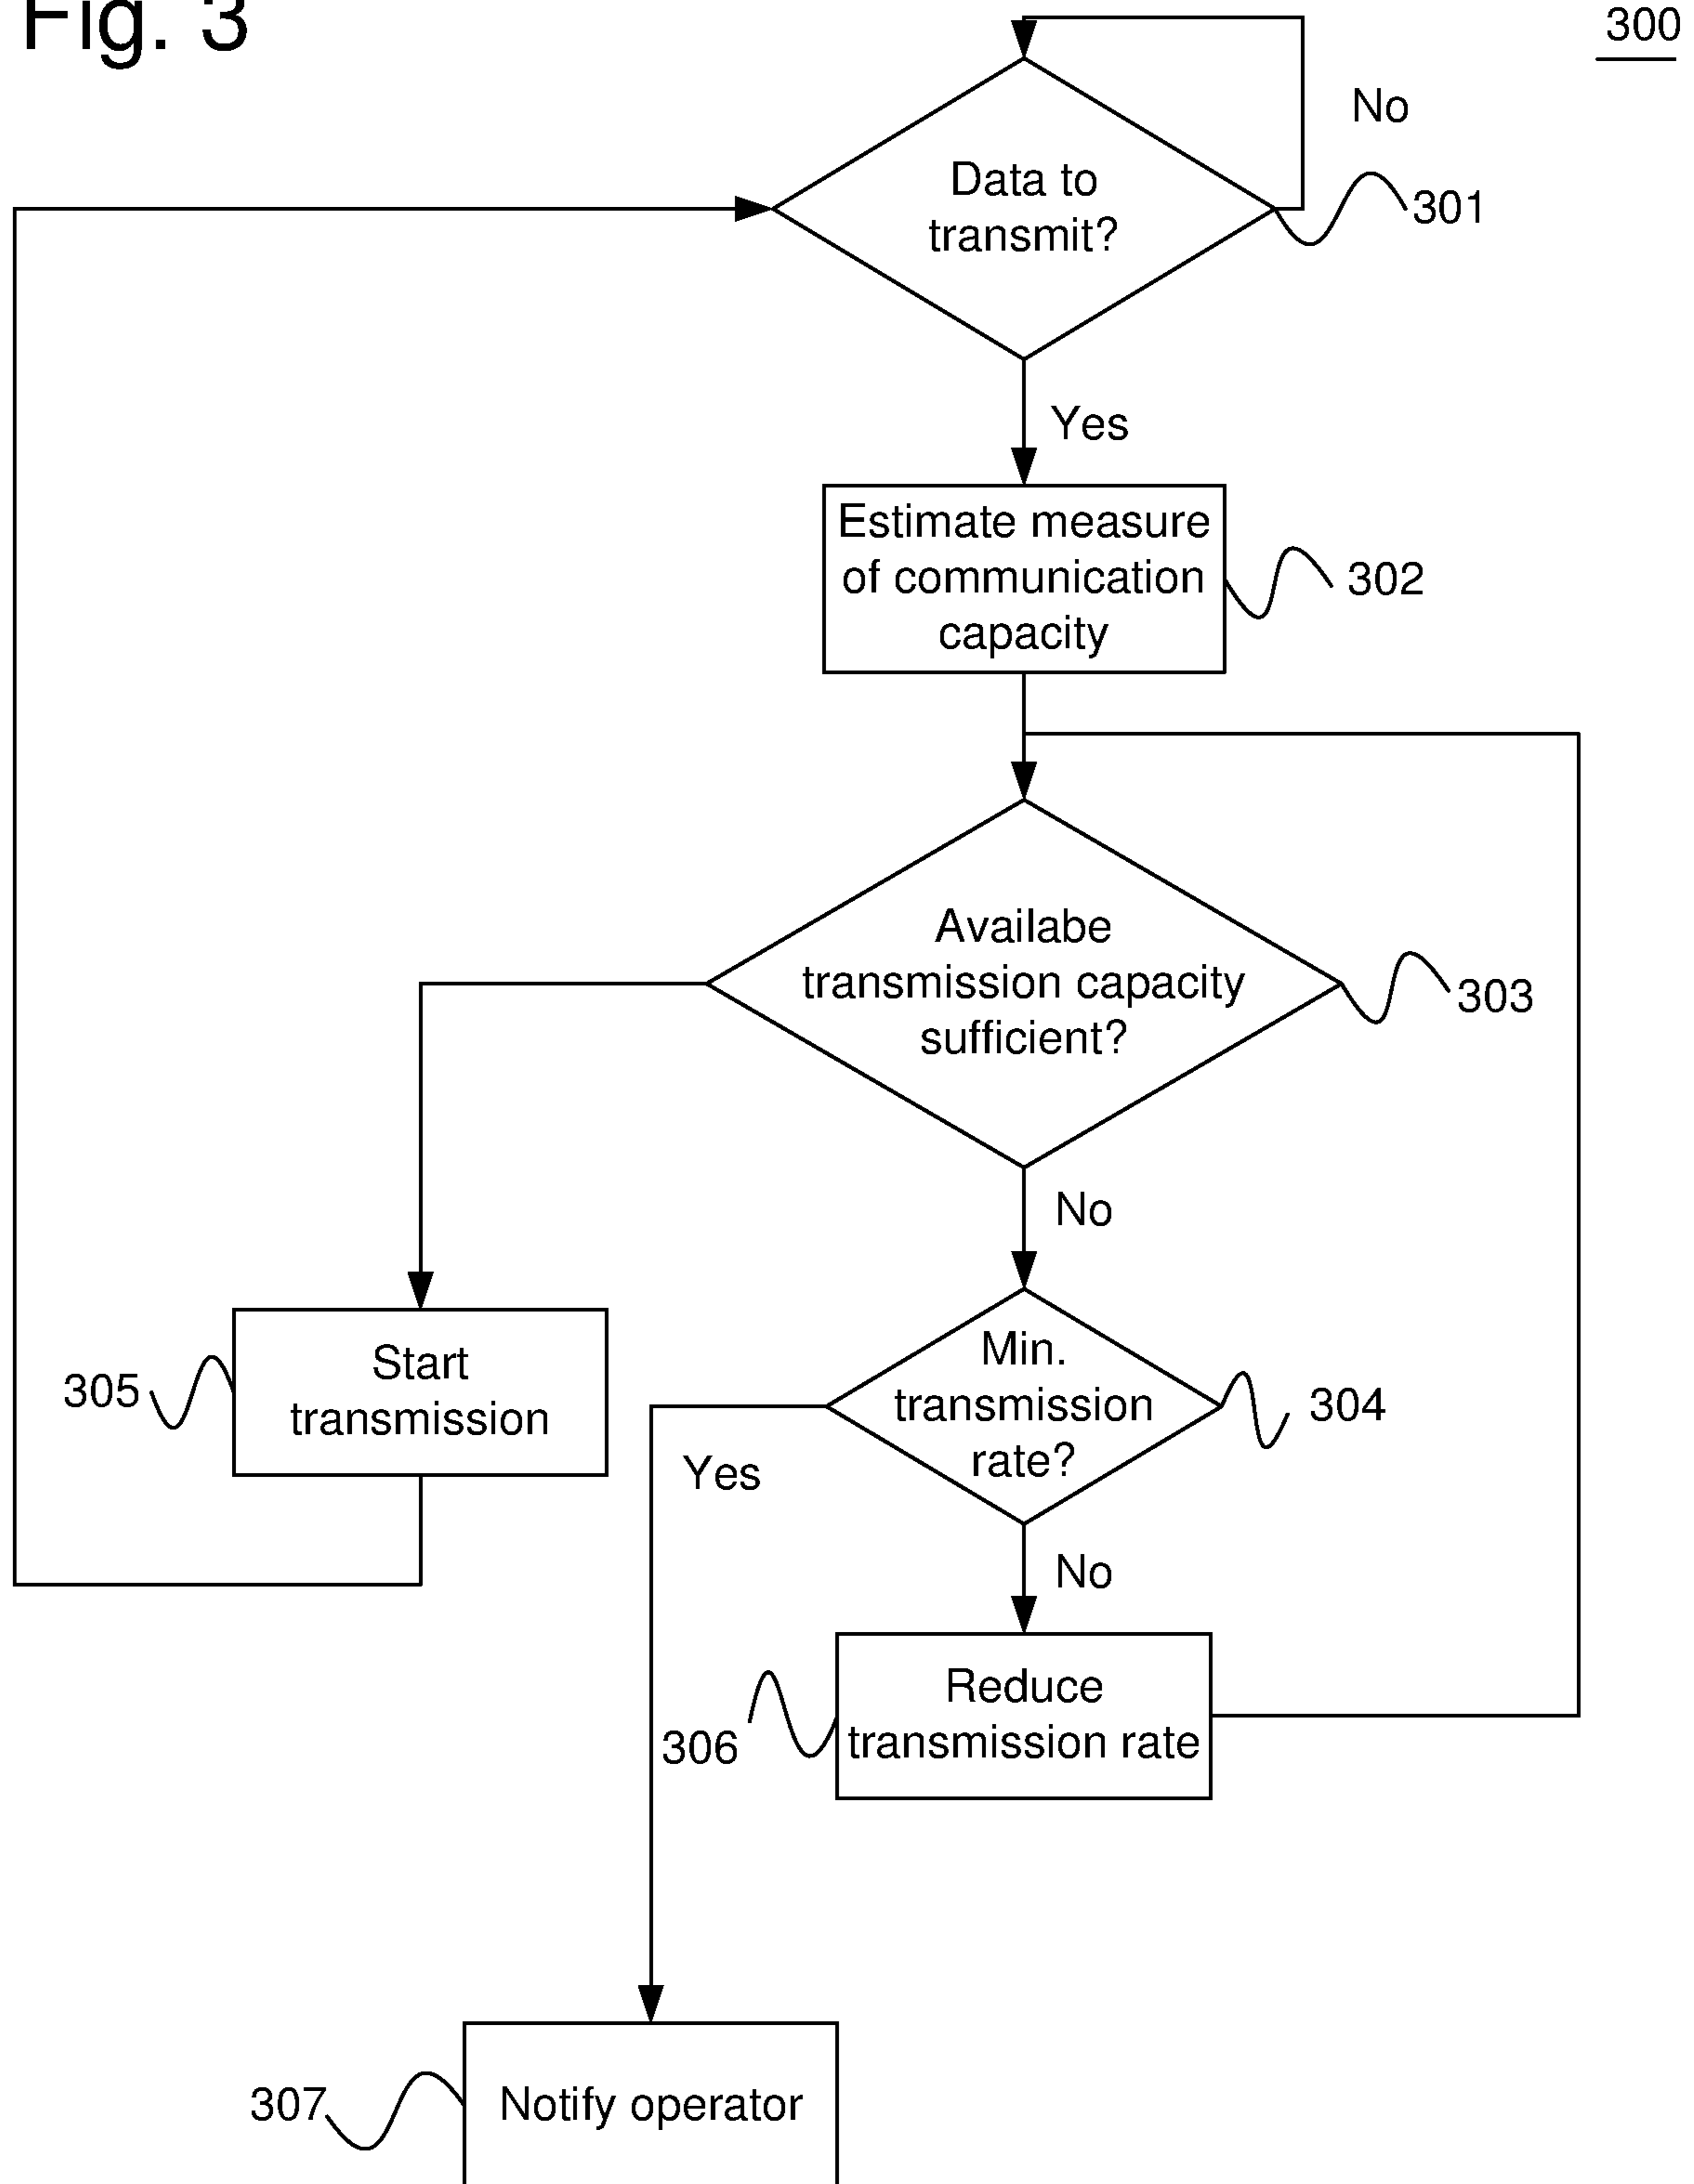 Fig. 3
300
No
Data to
transmit?
301
Yes
Estimate measure
of communication
capacity
302
Availabe
transmission capacity
sufficient?
303
No
Min.
transmission
rate?
304
Start
transmission
305
Yes
No
Reduce
transmission rate
306
Notify operator
307